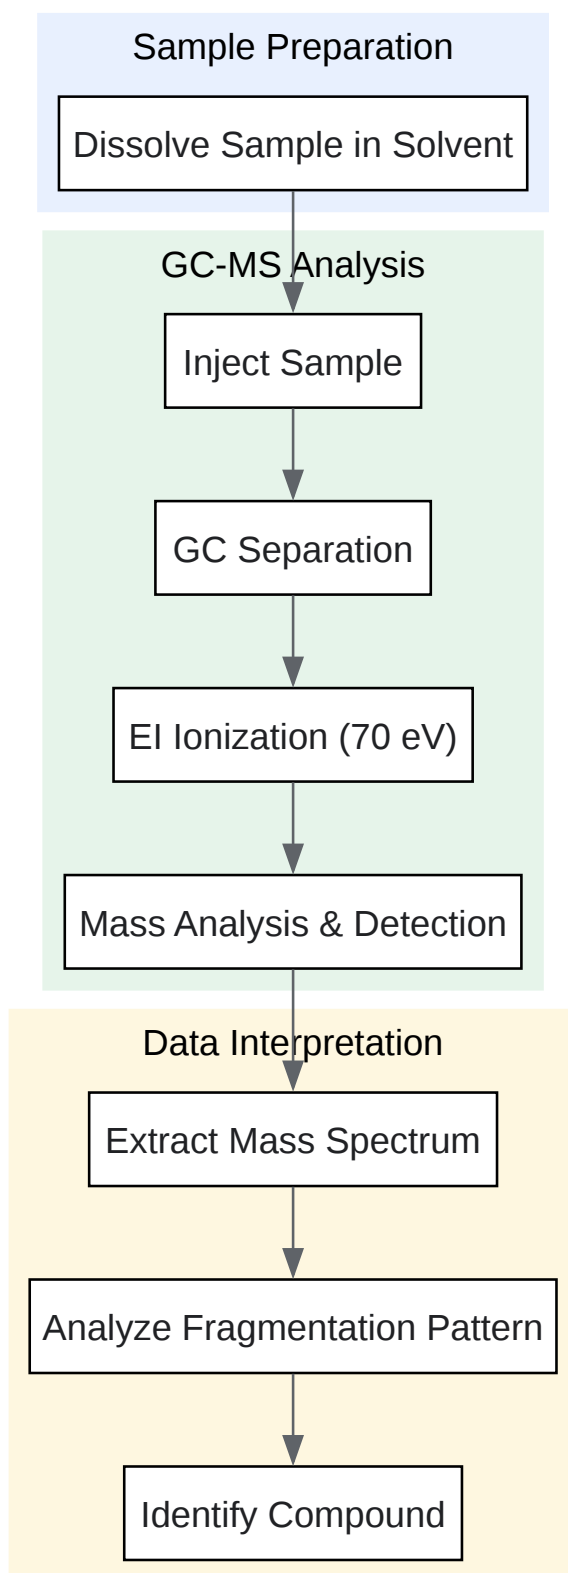 Sample Preparation
Dissolve Sample in Solvent
GC-MS Analysis
Inject Sample
GC Separation
EI Ionization (70 eV)
Mass Analysis & Detection
Data Interpretation
Extract Mass Spectrum
Analyze Fragmentation Pattern
Identify Compound